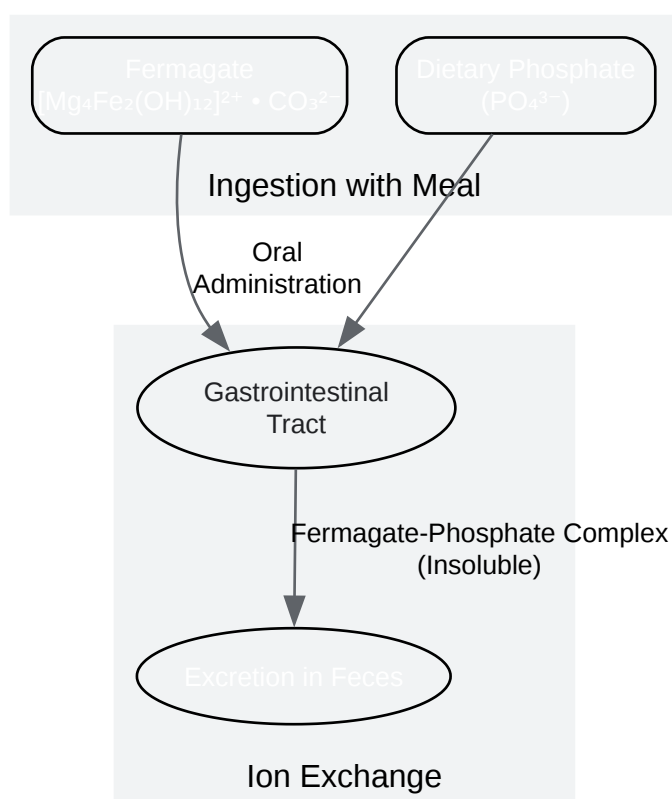 Fermagate
[Mg₄Fe₂(OH)₁₂]²⁺ • CO₃²⁻
Dietary Phosphate
(PO₄³⁻)
Ingestion with Meal
Oral
Administration
Gastrointestinal
Tract
Fermagate-Phosphate Complex
(Insoluble)
Excretion in Feces
Ion Exchange